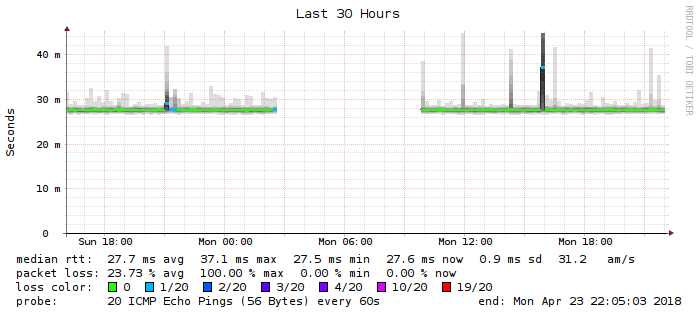 Last 30 Hours
RRDTOOL / TOBI OETIKER
Seconds
40 m
30 m
20 m
10 m
0
Sun 18:00 Mon 00:00 Mon 06:00 Mon 12:00 Mon 18:00
median rtt: 27.7 ms avg 37.1 ms max 27.5 ms min 27.6 ms now 0.9 ms sd 31.2 am/s
packet loss: 23.73 % avg 100.00 % max 0.00 % min 0.00 % now
loss color: 0 1/20 2/20 3/20 4/20 10/20 19/20
probe: 20 ICMP Echo Pings (56 Bytes) every 60s end: Mon Apr 23 22:05:03 2018